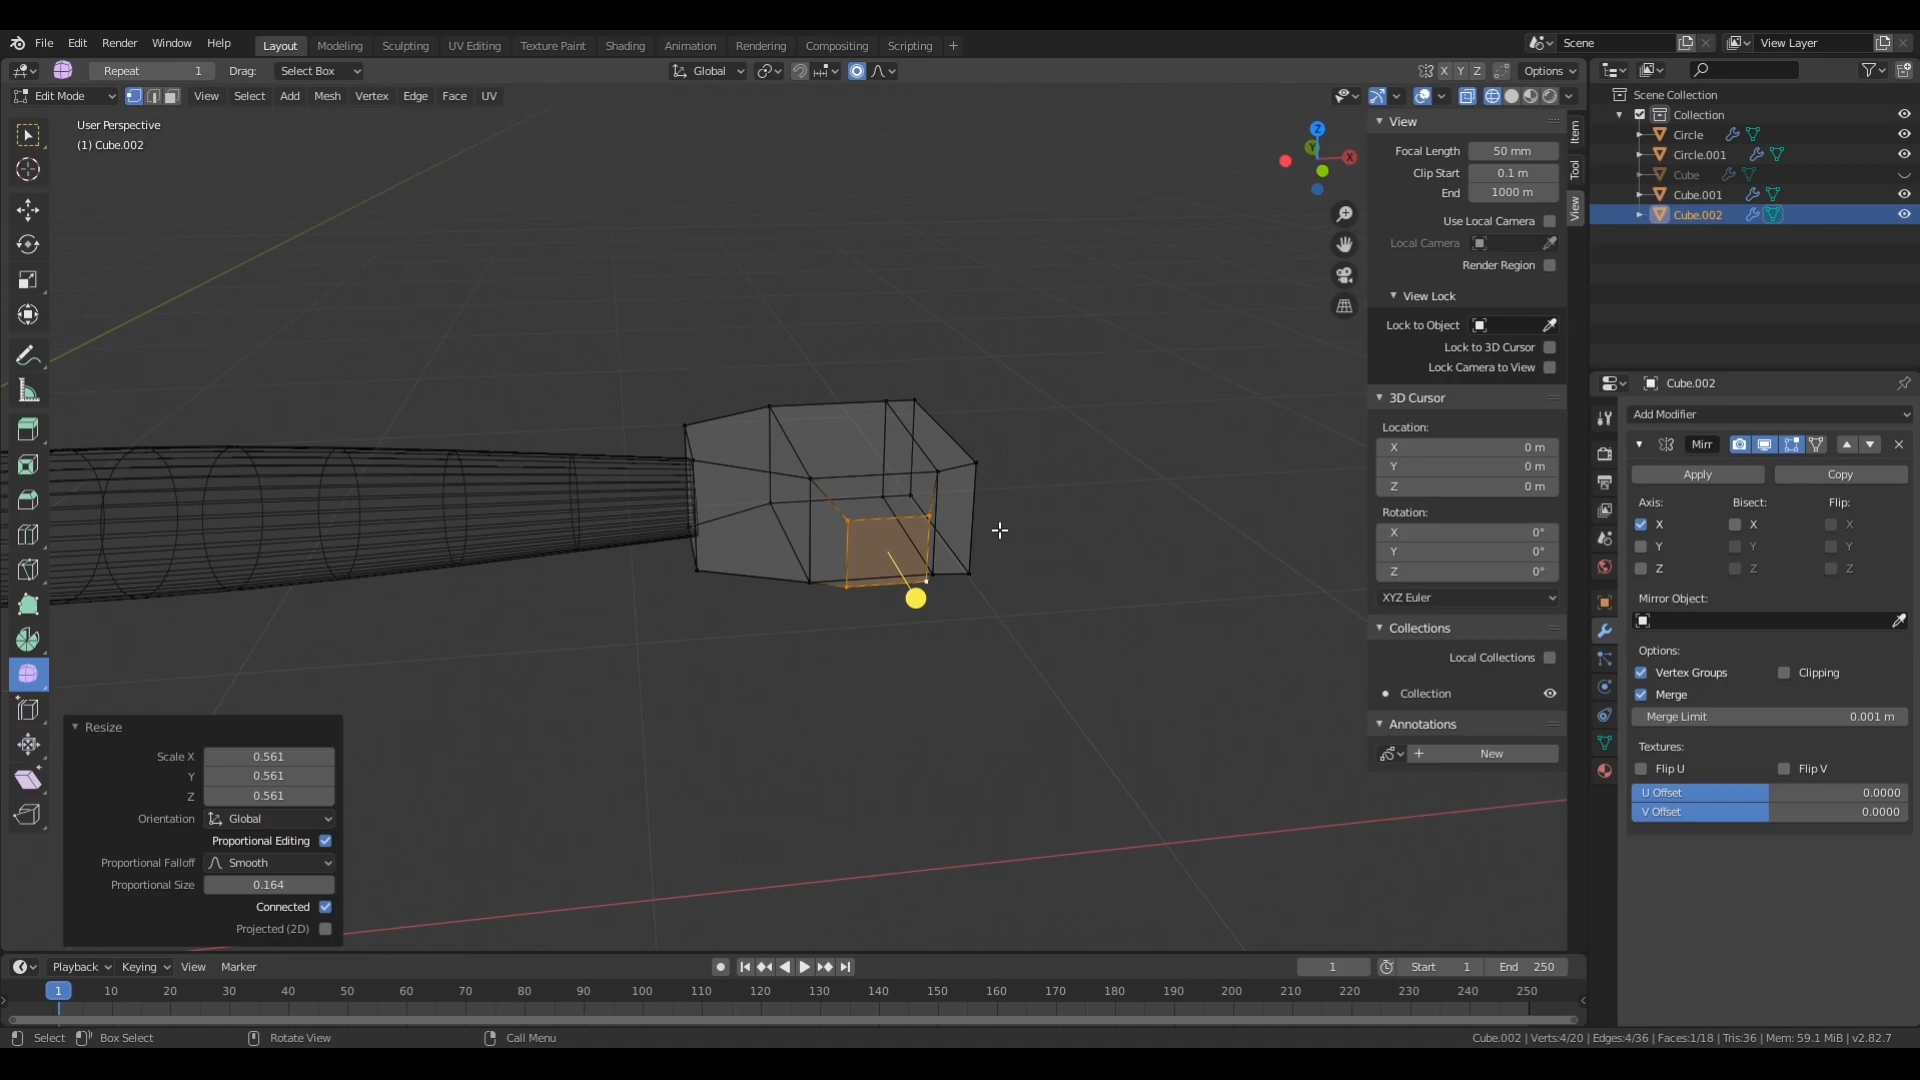 File Edit Render Window Help Layout Modeling Sculpting UV Editing Texture Paint Shading Animation Rendering Compositing Scripting + Scene View Layer
Repeat 1 Drag: Select Box Global X Y Z Options
Edit Mode View Select Add Mesh Vertex Edge Face UV
User Perspective
(1) Cube.002
Z
Y
X
View
Focal Length 50 mm
Clip Start 0.1 m
End 1000 m
Use Local Camera
Local Camera
Render Region
View Lock
Lock to Object
Lock to 3D Cursor
Lock Camera to View
3D Cursor
Location:
X 0 m
Y 0 m
Z 0 m
Rotation:
X 0°
Y 0°
Z 0°
XYZ Euler
Collections
Local Collections
Collection
Annotations
+ New
Item
Tool
View
Scene Collection
Collection
Circle
Circle.001
Cube
Cube.001
Cube.002
Cube.002
Add Modifier
Mirr
Apply Copy
Axis: Bisect: Flip:
X X X
Y Y Y
Z Z Z
Mirror Object:
Options:
Vertex Groups Clipping
Merge
Merge Limit 0.001 m
Textures:
Flip U Flip V
U Offset 0.0000
V Offset 0.0000
Resize
Scale X 0.561
Y 0.561
Z 0.561
Orientation Global
Proportional Editing
Proportional Falloff Smooth
Proportional Size 0.164
Connected
Projected (2D)
Playback Keying View Marker 1 Start 1 End 250
1 10 20 30 40 50 60 70 80 90 100 110 120 130 140 150 160 170 180 190 200 210 220 230 240 250
Select Box Select Rotate View Call Menu Cube.002 | Verts:4/20 | Edges:4/36 | Faces:1/18 | Tris:36 | Mem: 59.1 MiB | v2.82.7